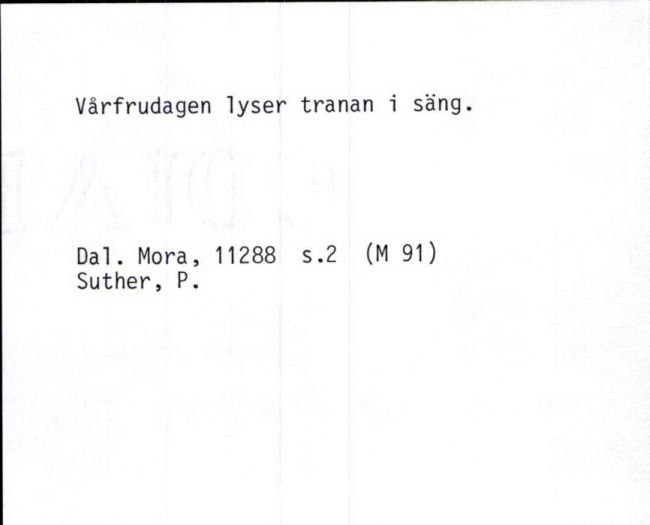 Vårfrudagen lyser tranan i säng.
Dal. Mora, 11288 s.2 (M 91)
Suther, P.